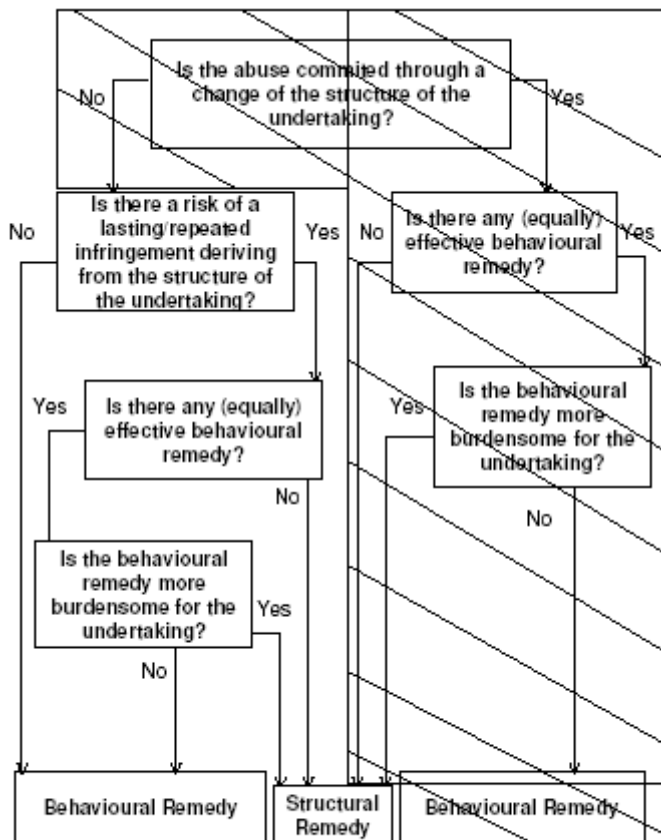 Is the abuse commited through a
change of the structure of the
undertaking?
No
Yes
Is there a risk of a
lasting/repeated
infringement deriving
from the structure of
the undertaking?
No
Yes
Is there any (equally)
effective behavioural
remedy?
No
Yes
Is there any (equally)
effective behavioural
remedy?
Yes
No
Is the behavioural
remedy more
burdensome for the
undertaking?
Yes
No
Is the behavioural
remedy more
burdensome for the
undertaking?
Yes
No
Behavioural Remedy
Structural
Remedy
Behavioural Remedy